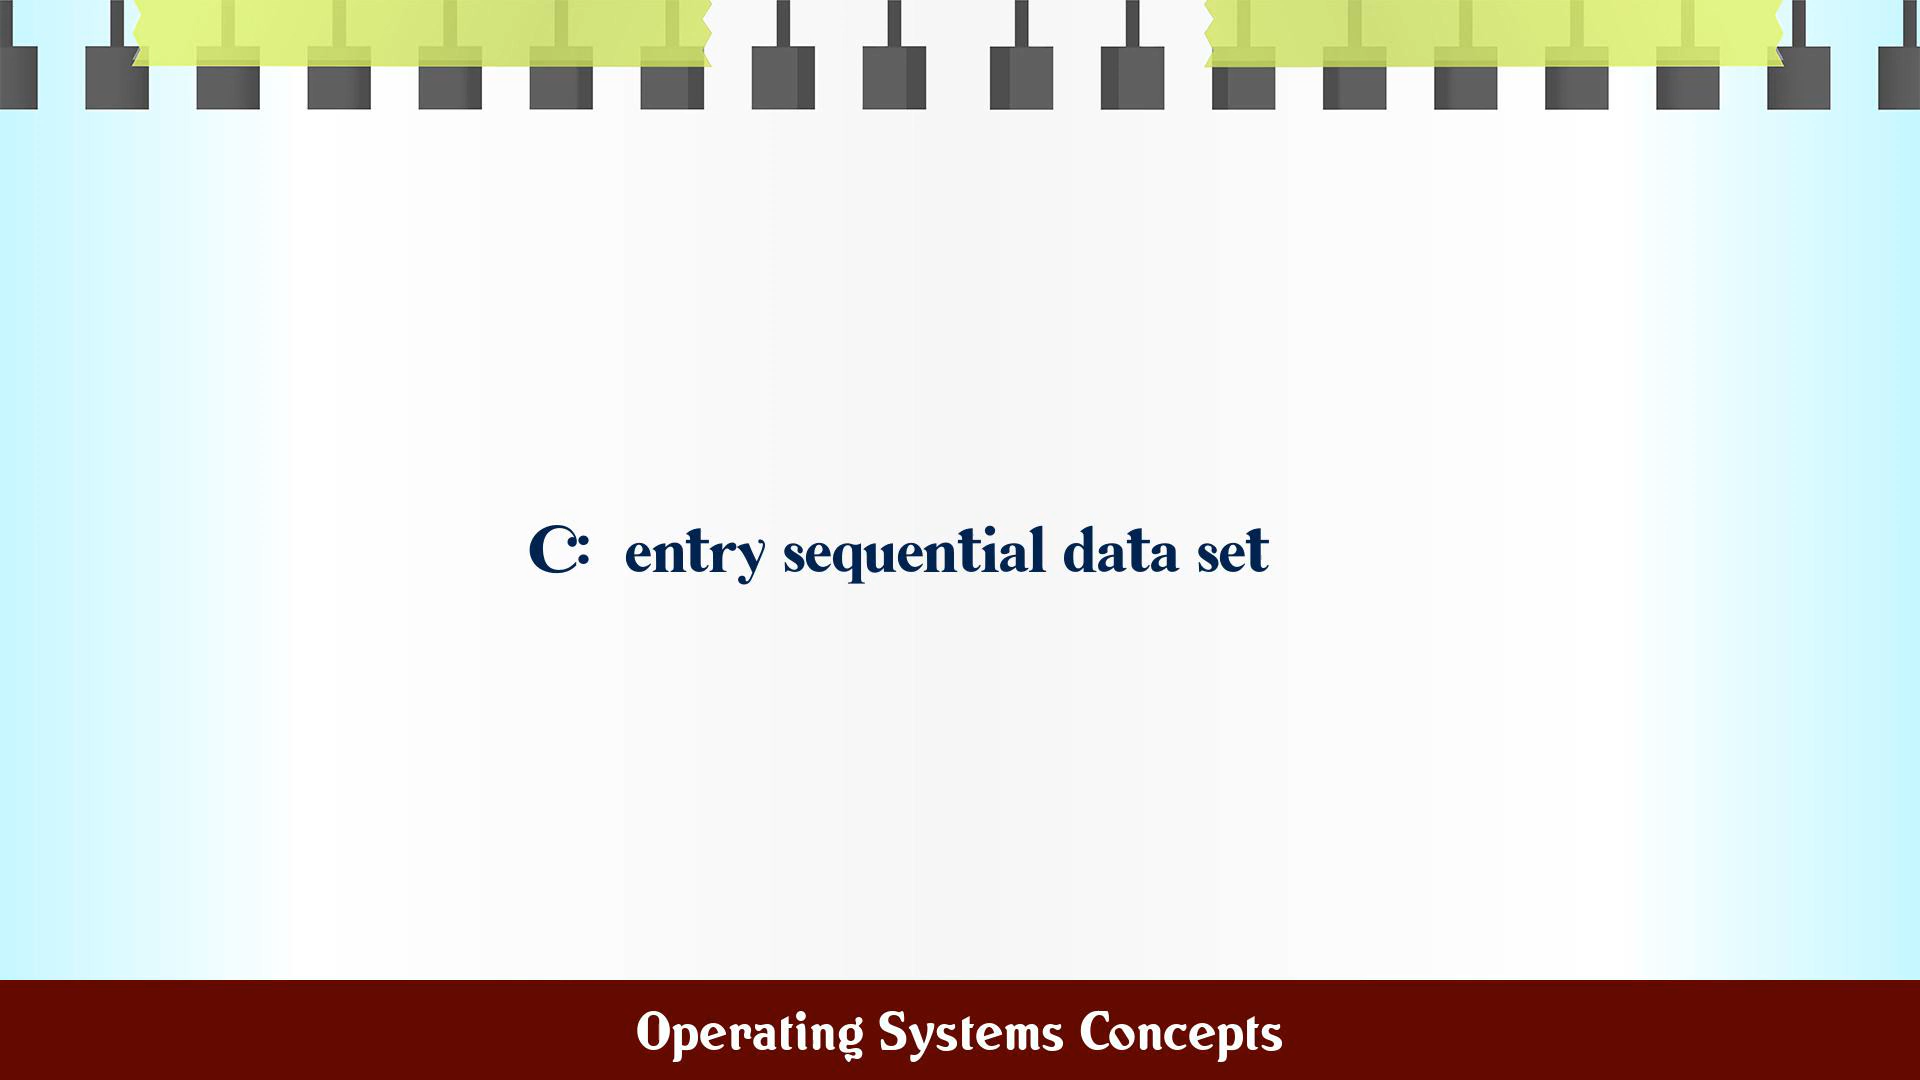 C: entry sequential data set
Operating Systems Concepts